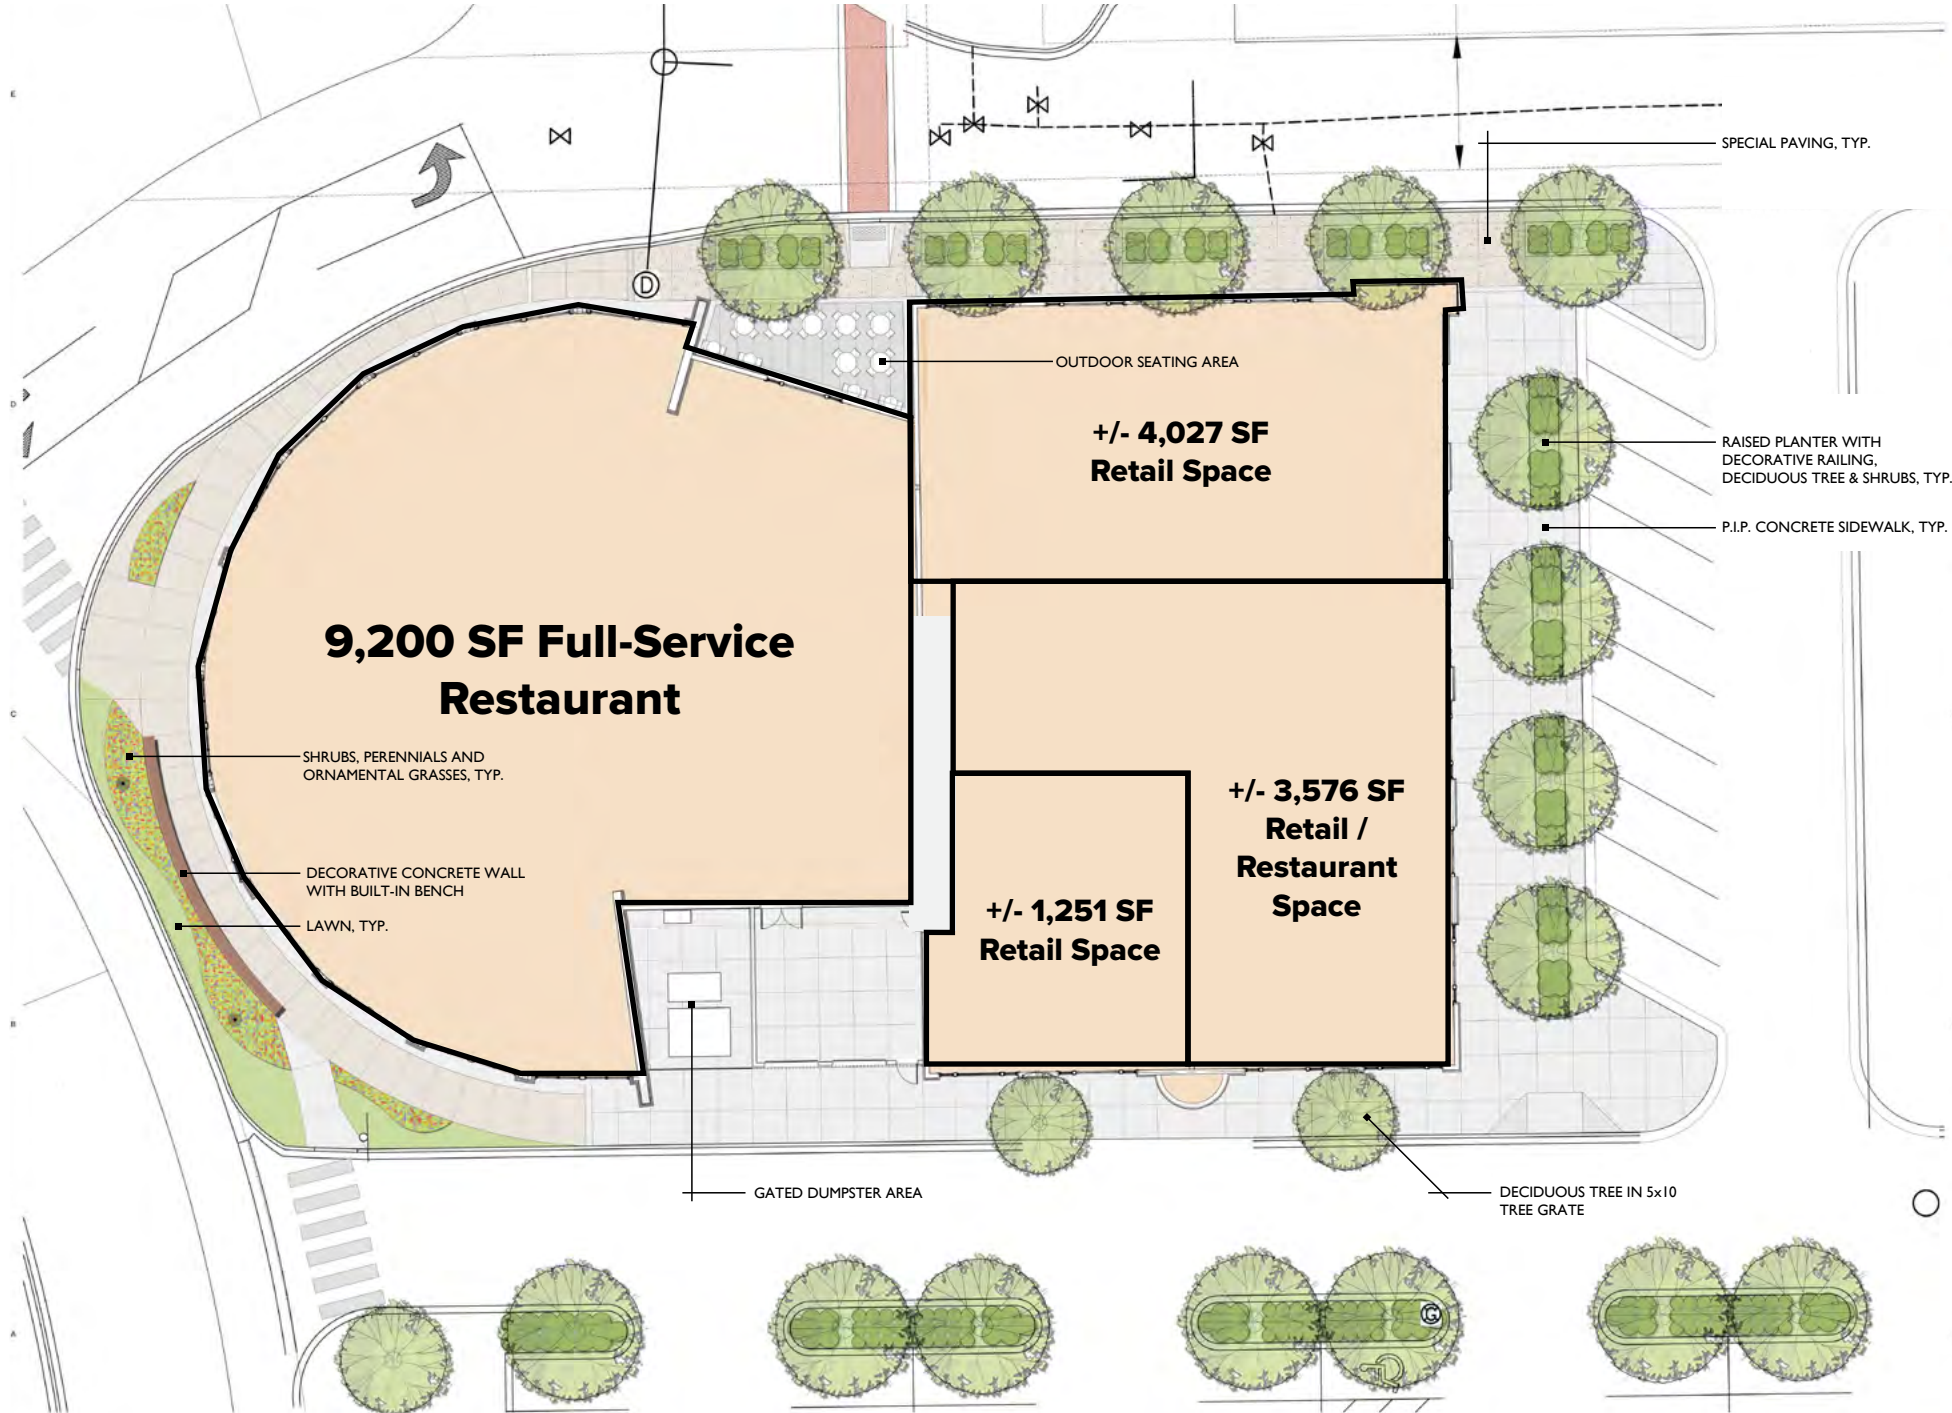 E
SPECIAL PAVING, TYP.
D
OUTDOOR SEATING AREA
D
+/- 4,027 SF
Retail Space
RAISED PLANTER WITH
DECORATIVE RAILING,
DECIDUOUS TREE & SHRUBS, TYP.
P.I.P. CONCRETE SIDEWALK, TYP.
9,200 SF Full-Service
Restaurant
C
SHRUBS, PERENNIALS AND
ORNAMENTAL GRASSES, TYP.
+/- 3,576 SF
Retail /
Restaurant
Space
DECORATIVE CONCRETE WALL
WITH BUILT-IN BENCH
LAWN, TYP.
+/- 1,251 SF
Retail Space
B
GATED DUMPSTER AREA
DECIDUOUS TREE IN 5x10
TREE GRATE
G
A